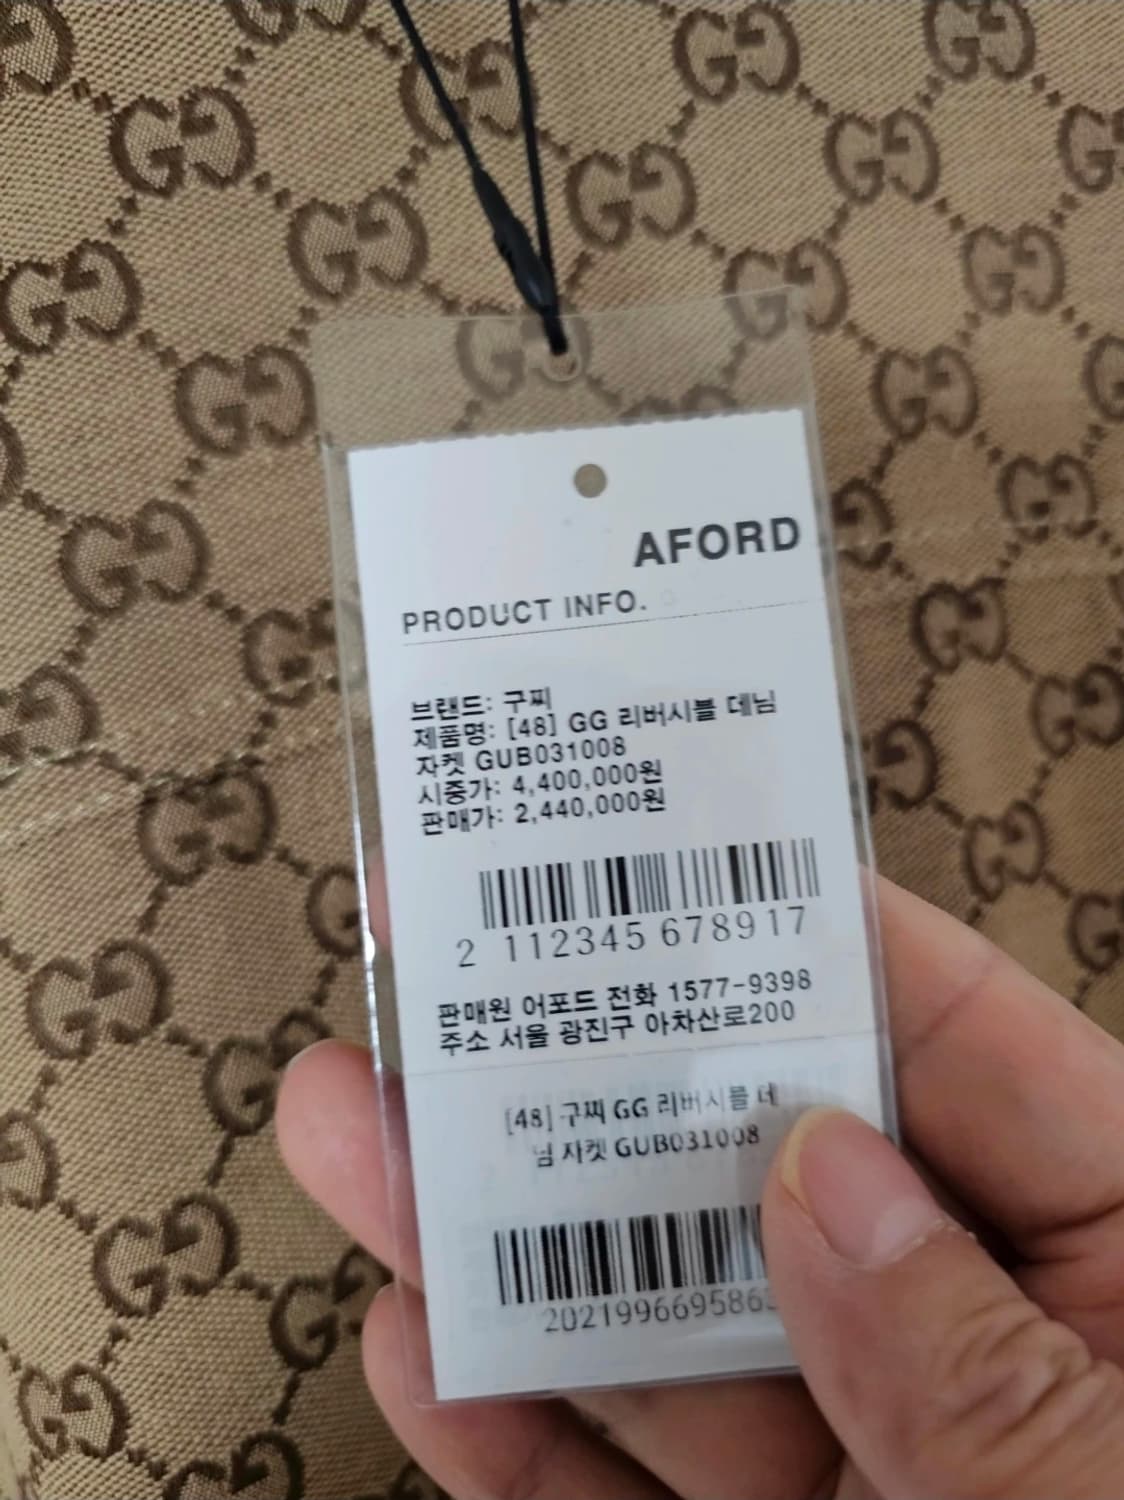 AFORD
PRODUCT INFO.
브랜드: 구찌
제품명: [48] GG 리버시블 데님
자켓 GUB031008
시중가: 4,400,000원
판매가: 2,440,000원
2 112345 678917
판매원 어포드 전화 1577-9398
주소 서울 광진구 아차산로200
[48] 구찌 GG 리버시블 데
님 자켓 GUB031008